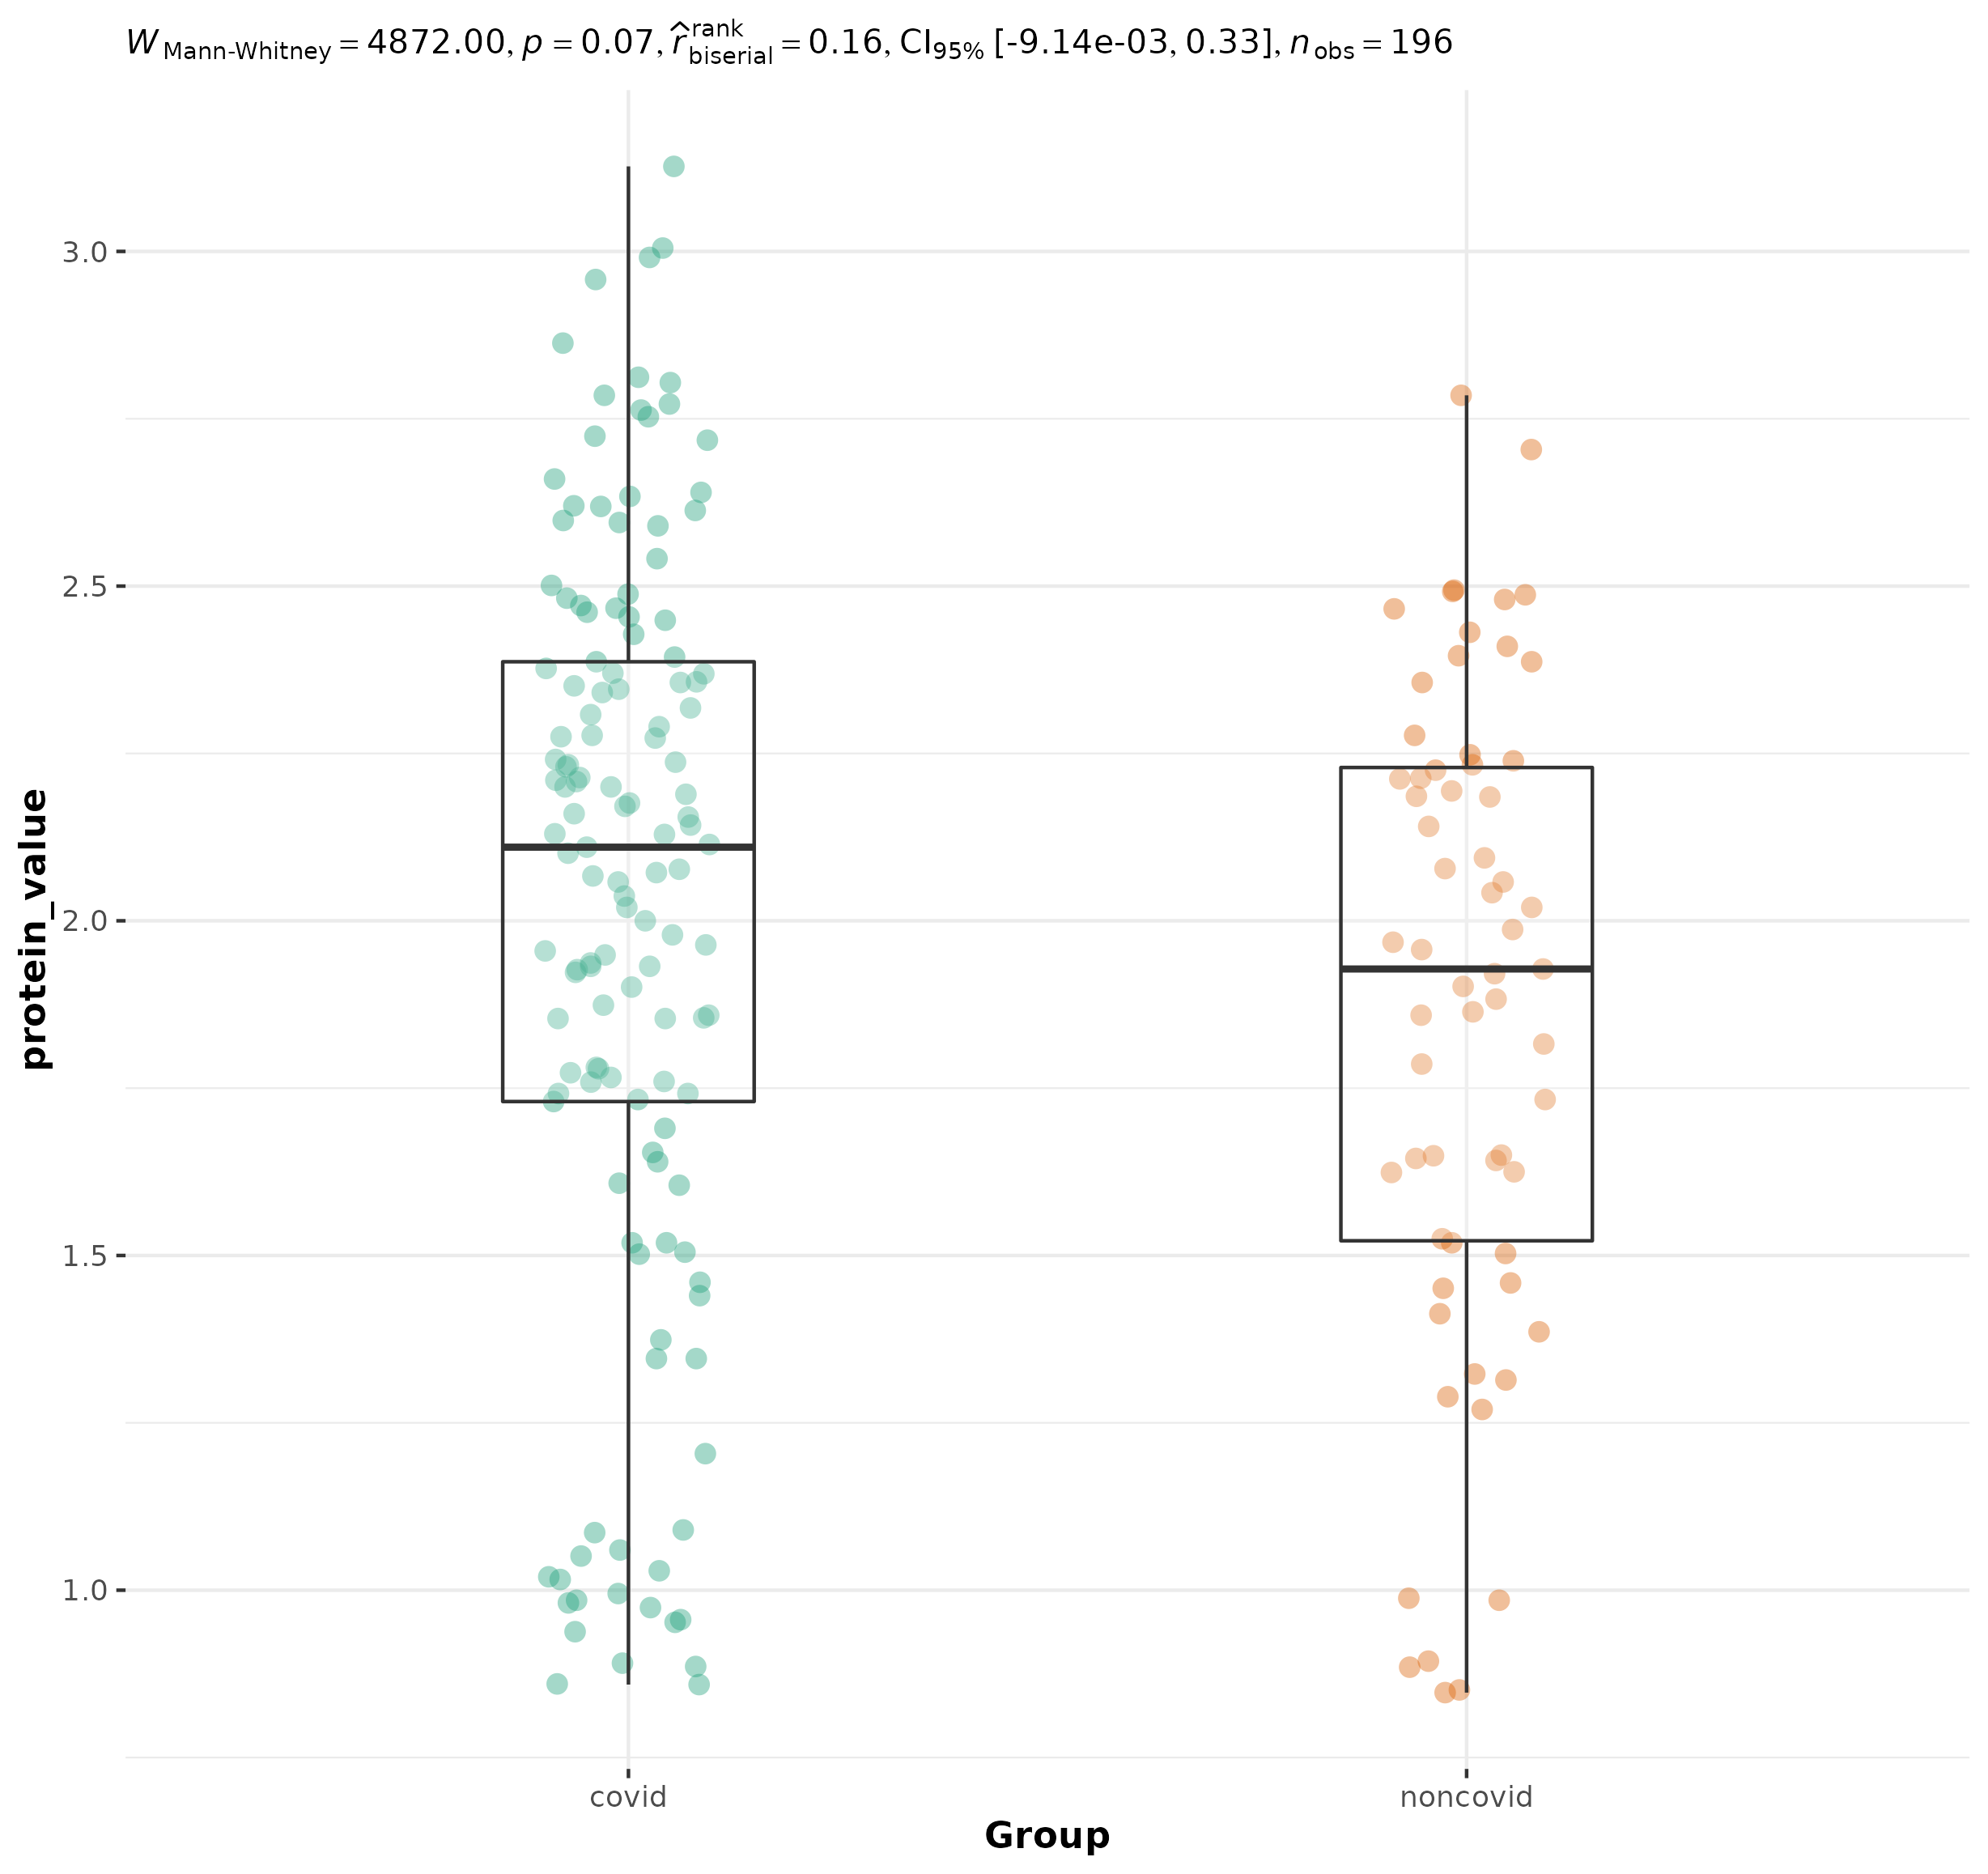 W Mann-Whitney = 4872.00, p = 0.07, r̂ rank biserial = 0.16, CI95% [-9.14e-03, 0.33], n obs = 196
3.0
2.5
2.0
1.5
1.0
protein_value
covid noncovid
Group